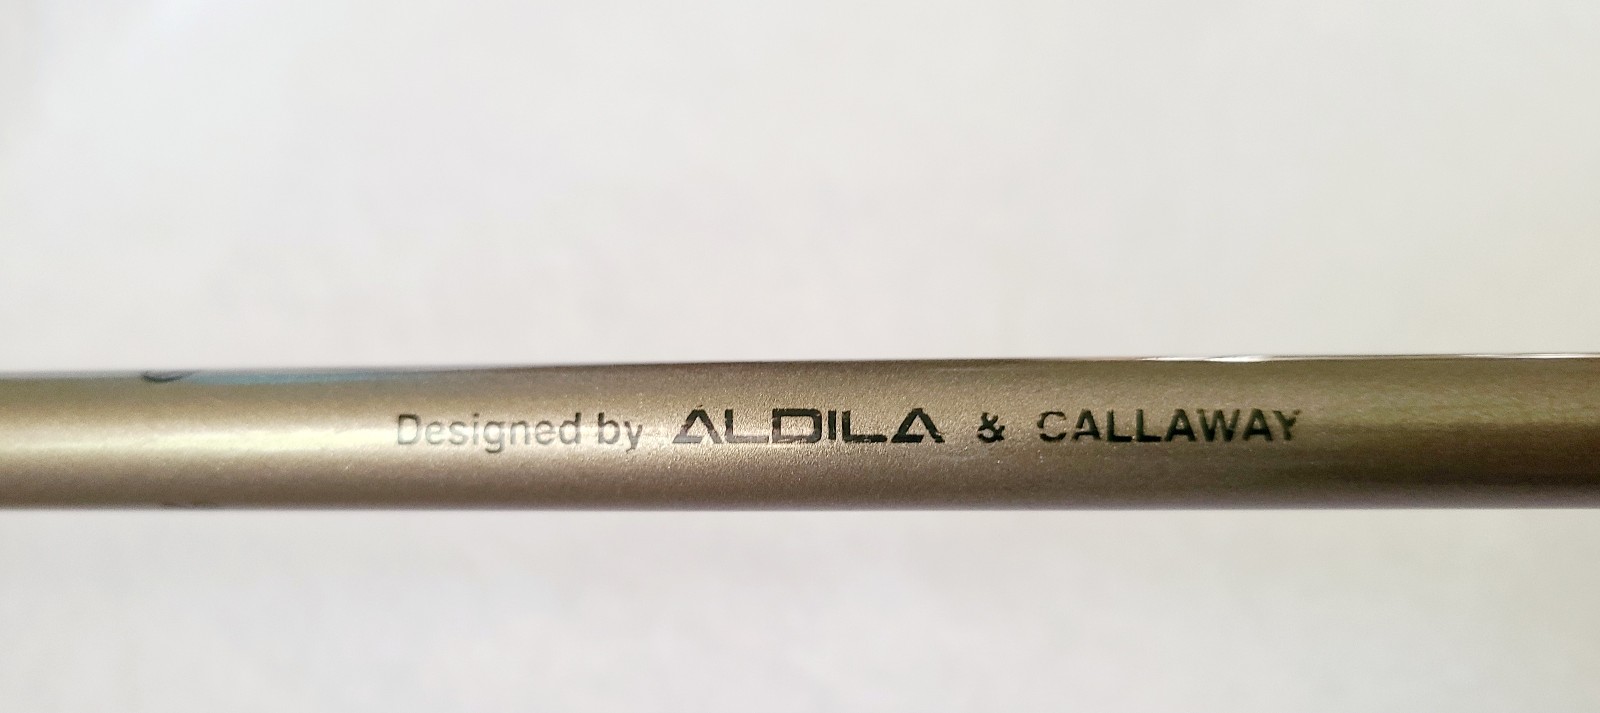 Designed by ALDILA & CALLAWAY